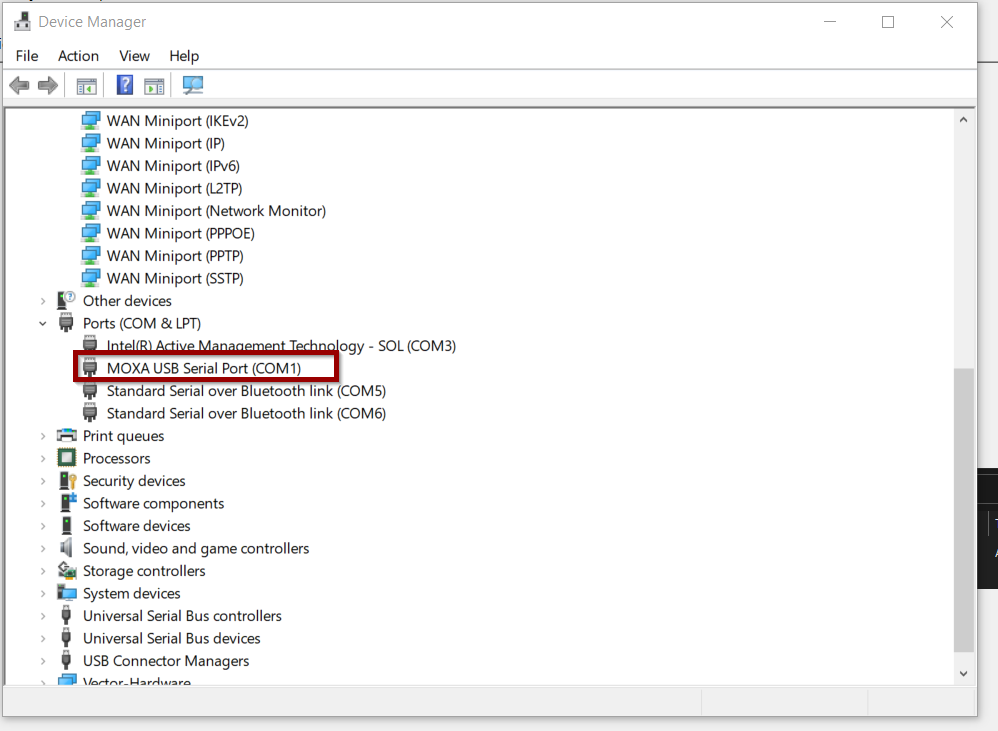 Device Manager
File Action View Help
WAN Miniport (IKEv2)
WAN Miniport (IP)
WAN Miniport (IPv6)
WAN Miniport (L2TP)
WAN Miniport (Network Monitor)
WAN Miniport (PPPOE)
WAN Miniport (PPTP)
WAN Miniport (SSTP)
Other devices
Ports (COM & LPT)
Intel(R) Active Management Technology - SOL (COM3)
MOXA USB Serial Port (COM1)
Standard Serial over Bluetooth link (COM5)
Standard Serial over Bluetooth link (COM6)
Print queues
Processors
Security devices
Software components
Software devices
Sound, video and game controllers
Storage controllers
System devices
Universal Serial Bus controllers
Universal Serial Bus devices
USB Connector Managers
Vector-Hardware